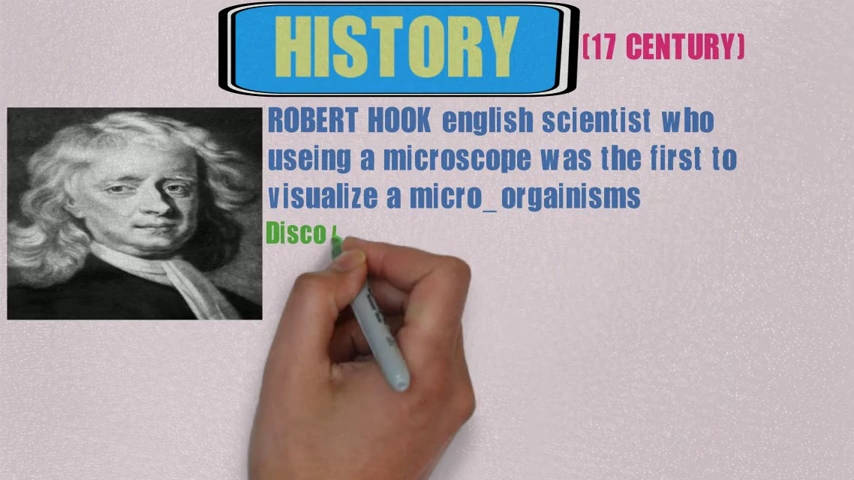 HISTORY
(17 CENTURY)
ROBERT HOOK english scientist who
useing a microscope was the first to
visualize a micro_orgainisms
Disco